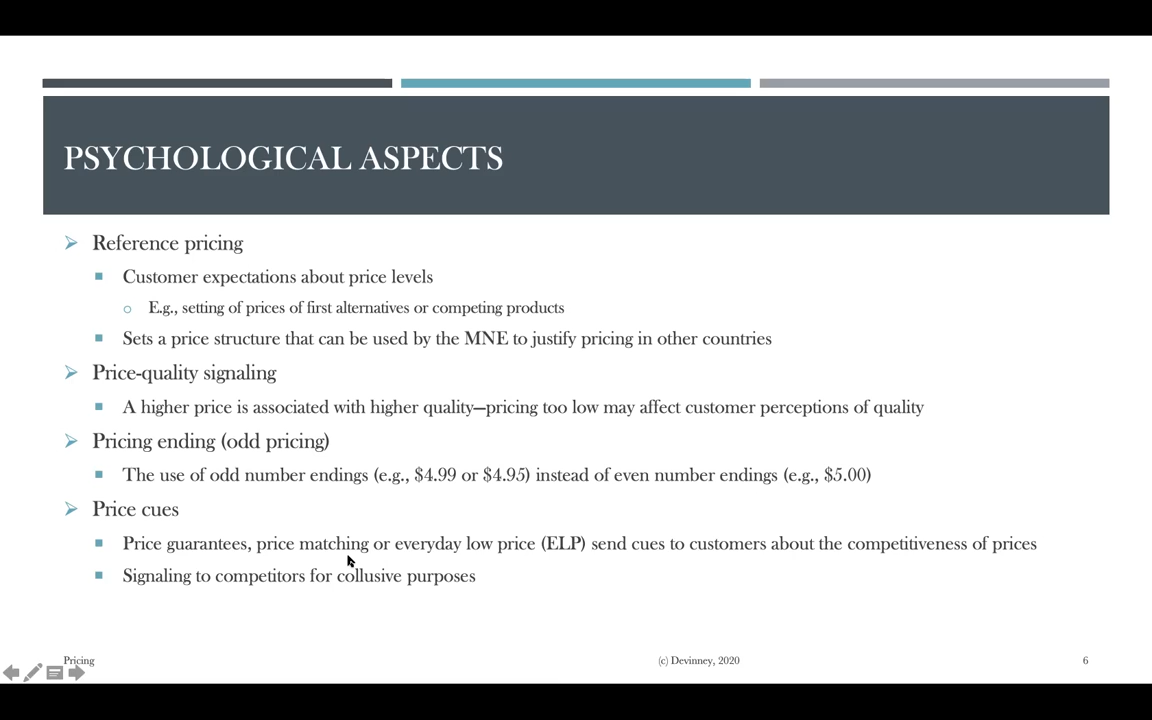 PSYCHOLOGICAL ASPECTS
Reference pricing
Customer expectations about price levels
E.g., setting of prices of first alternatives or competing products
Sets a price structure that can be used by the MNE to justify pricing in other countries
Price-quality signaling
A higher price is associated with higher quality—pricing too low may affect customer perceptions of quality
Pricing ending (odd pricing)
The use of odd number endings (e.g., $4.99 or $4.95) instead of even number endings (e.g., $5.00)
Price cues
Price guarantees, price matching or everyday low price (ELP) send cues to customers about the competitiveness of prices
Signaling to competitors for collusive purposes
Pricing (c) Devinney, 2020 6